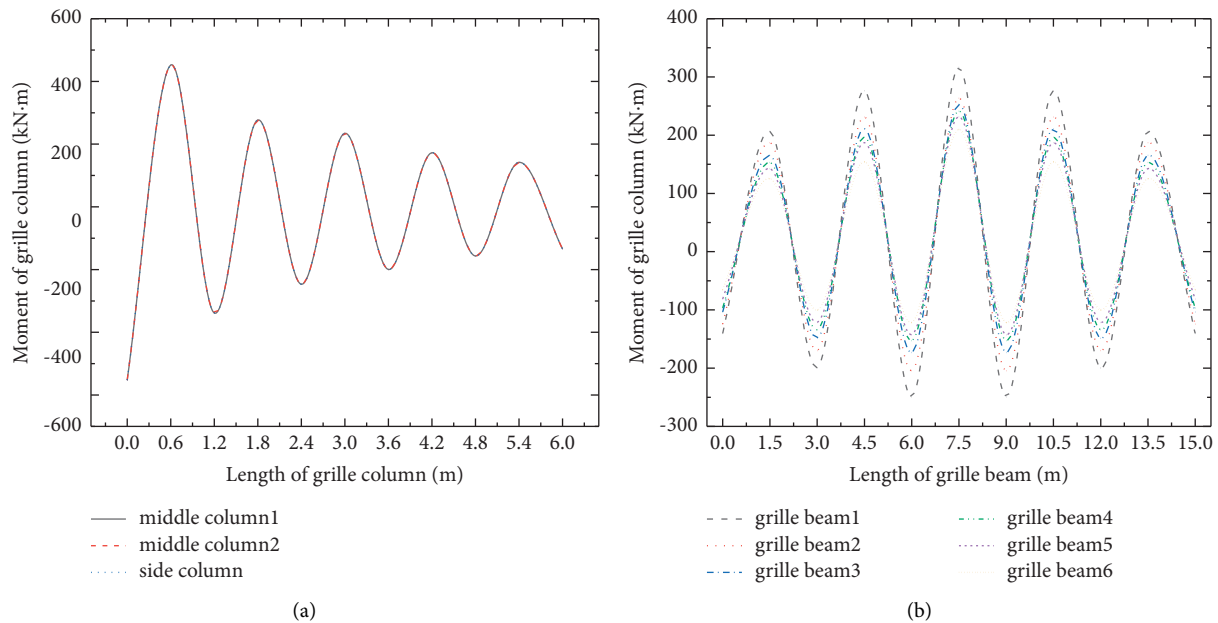 600
400
200
0
-200
-400
-600
Moment of grille column (kN·m)
0.0 0.6 1.2 1.8 2.4 3.0 3.6 4.2 4.8 5.4 6.0
Length of grille column (m)
middle column1
middle column2
side column
(a)
400
300
200
100
0
-100
-200
-300
Moment of grille column (kN·m)
0.0 1.5 3.0 4.5 6.0 7.5 9.0 10.5 12.0 13.5 15.0
Length of grille beam (m)
grille beam1
grille beam2
grille beam3
grille beam4
grille beam5
grille beam6
(b)